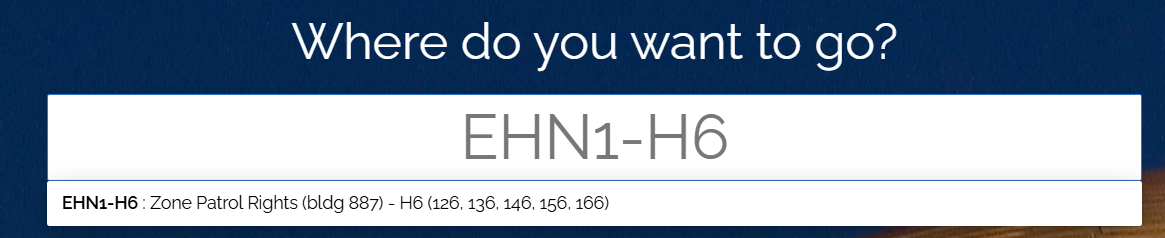 Where do you want to go?
EHN1-H6
EHN1-H6 : Zone Patrol Rights (bldg 887) - H6 (126, 136, 146, 156, 166)